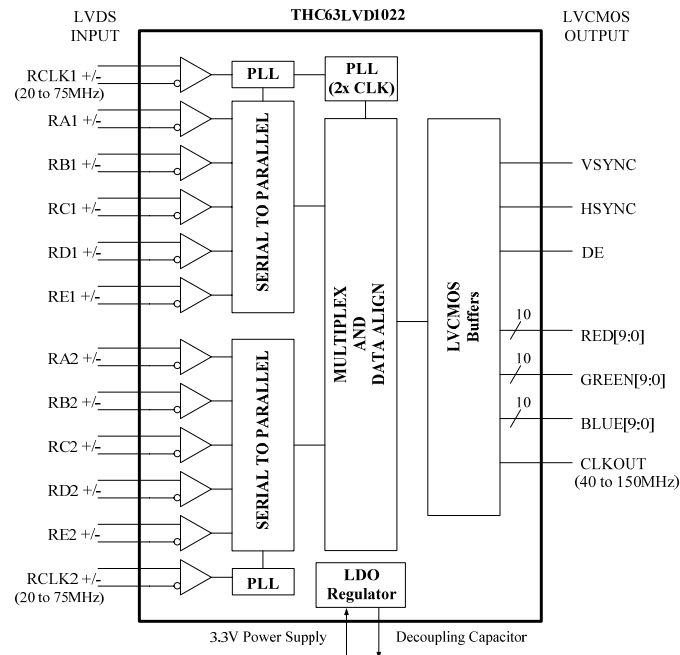 THC63LVD1022
LVDS
INPUT
LVCMOS
OUTPUT
RCLK1 +/-
(20 to 75MHz)
RA1 +/-
RB1 +/-
RC1 +/-
RD1 +/-
RE1 +/-
RA2 +/-
RB2 +/-
RC2 +/-
RD2 +/-
RE2 +/-
RCLK2 +/-
(20 to 75MHz)
PLL
PLL
(2x CLK)
SERIAL TO PARALLEL
SERIAL TO PARALLEL
PLL
MULTIPLEX
AND
DATA ALIGN
LVCMOS
Buffers
VSYNC
HSYNC
DE
10
RED[9:0]
10
GREEN[9:0]
10
BLUE[9:0]
CLKOUT
(40 to 150MHz)
LDO
Regulator
3.3V Power Supply
Decoupling Capacitor